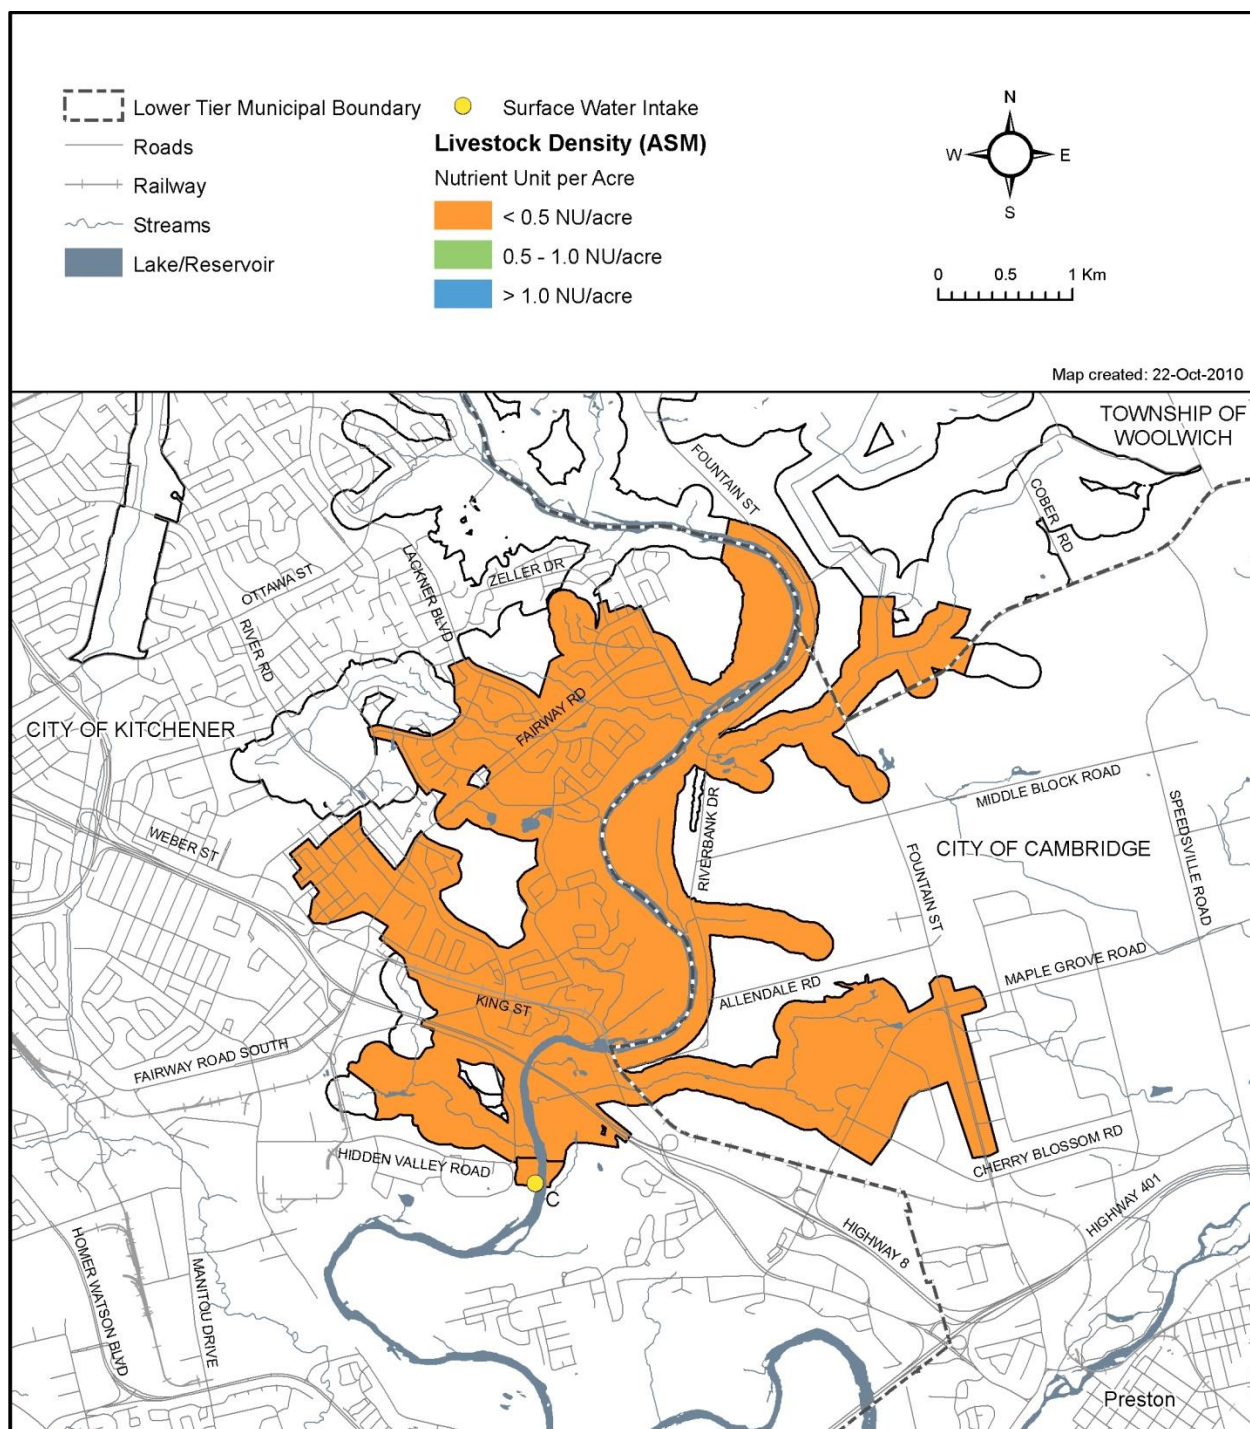 Lower Tier Municipal Boundary
Roads
Railway
Streams
Lake/Reservoir
Surface Water Intake
Livestock Density (ASM)
Nutrient Unit per Acre
< 0.5 NU/acre
0.5 - 1.0 NU/acre
> 1.0 NU/acre
N
W
E
S
0 0.5 1 Km
Map created: 22-Oct-2010
TOWNSHIP OF
WOOLWICH
FOUNTAIN ST
COBER RD
OTTAWA ST
LACKNER BLVD
ZELLER DR
RIVER RD
CITY OF KITCHENER
FAIRWAY RD
MIDDLE BLOCK ROAD
SPEEDSVILLE ROAD
WEBER ST
RIVERBANK DR
FOUNTAIN ST
CITY OF CAMBRIDGE
MAPLE GROVE ROAD
ALLENDALE RD
KING ST
FAIRWAY ROAD SOUTH
HIDDEN VALLEY ROAD
CHERRY BLOSSOM RD
C
HIGHWAY 401
HIGHWAY 8
HOMER WATSON BLVD
MANITOU DRIVE
Preston